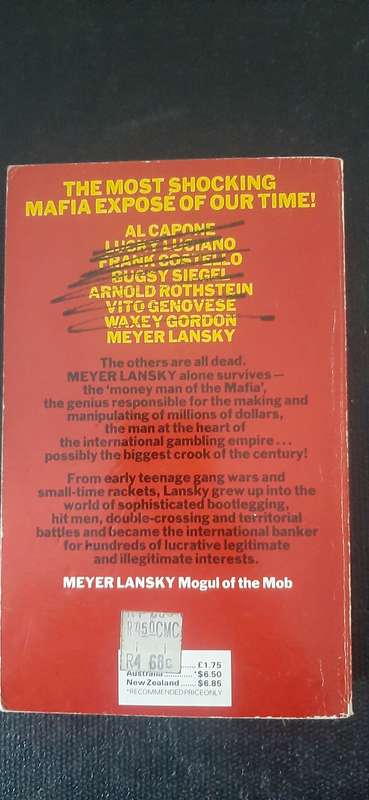 THE MOST SHOCKING
MAFIA EXPOSÉ OF OUR TIME!
AL CAPONE
LUCKY LUCIANO
FRANK COSTELLO
BUGSY SIEGEL
ARNOLD ROTHSTEIN
VITO GENOVESE
WAXEY GORDON
MEYER LANSKY
The others are all dead.
MEYER LANSKY alone survives –
the ‘money man of the Mafia’,
the genius responsible for the making and
manipulating of millions of dollars,
the man at the heart of
the international gambling empire...
possibly the biggest crook of the century!
From early teenage gang wars and
small-time rackets, Lansky grew up into the
world of sophisticated bootlegging,
hit men, double-crossing and territorial
battles and became the international banker
for hundreds of lucrative legitimate
and illegitimate interests.
MEYER LANSKY Mogul of the Mob
R450CMC
R4 68c
£1.75
Australia ............ *$6.50
New Zealand ...... *$6.85
*RECOMMENDED PRICE ONLY